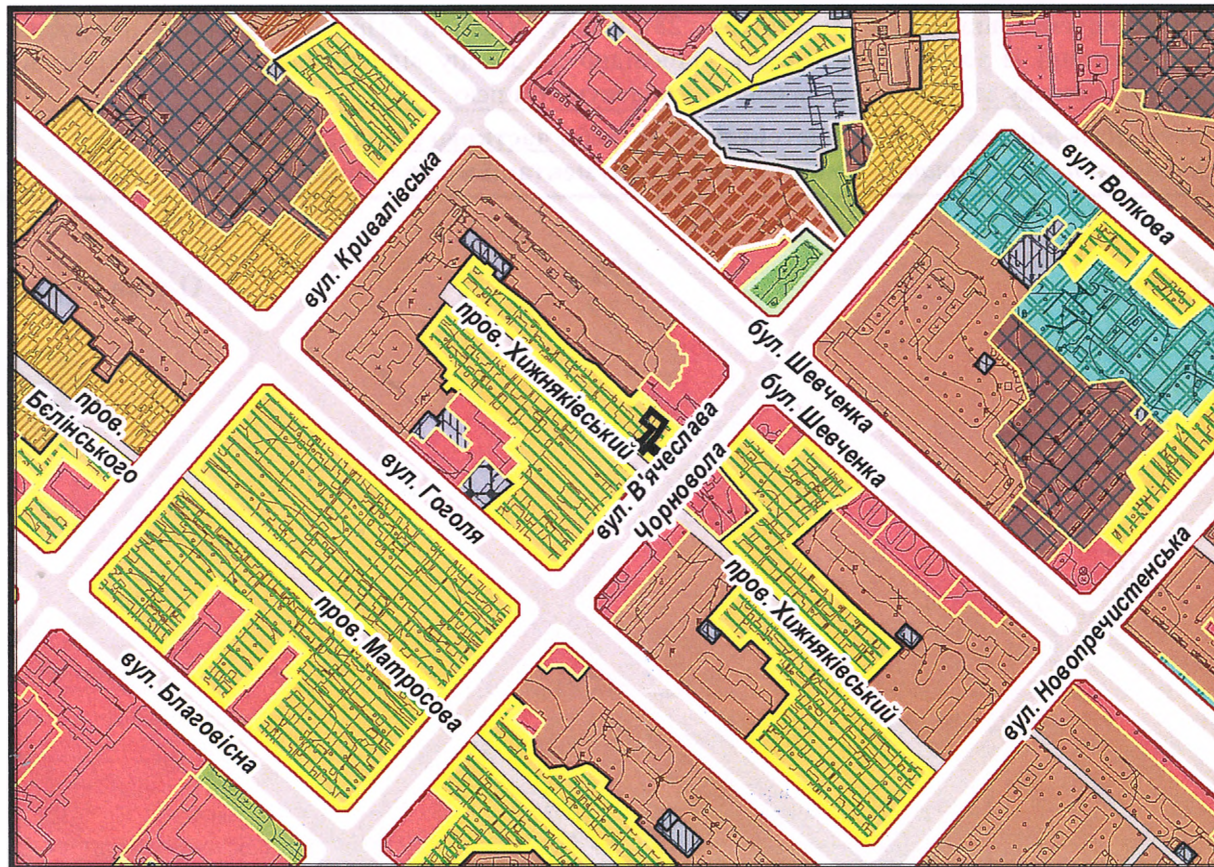 вул. Волкова
вул. Кривалівська
пров. Хижняківський
бул. Шевченка
бул. Шевченка
пров.
Бєлінського
вул. Гоголя
вул. В'ячеслава
Чорновола
пров. Хижняківський
вул. Новопречистенська
пров. Матросова
вул. Благовісна